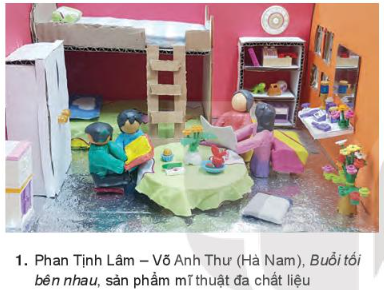 1. Phan Tịnh Lâm – Võ Anh Thư (Hà Nam), Buổi tối
bên nhau, sản phẩm mĩ thuật đa chất liệu